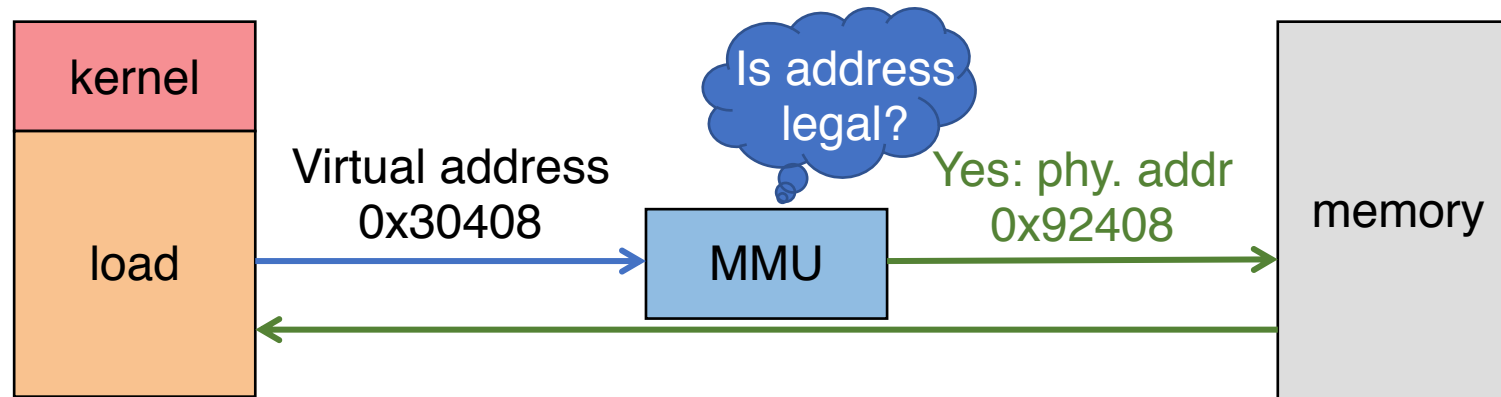 kernel
load
Virtual address
0x30408
Is address
legal?
MMU
Yes: phy. addr
0x92408
memory